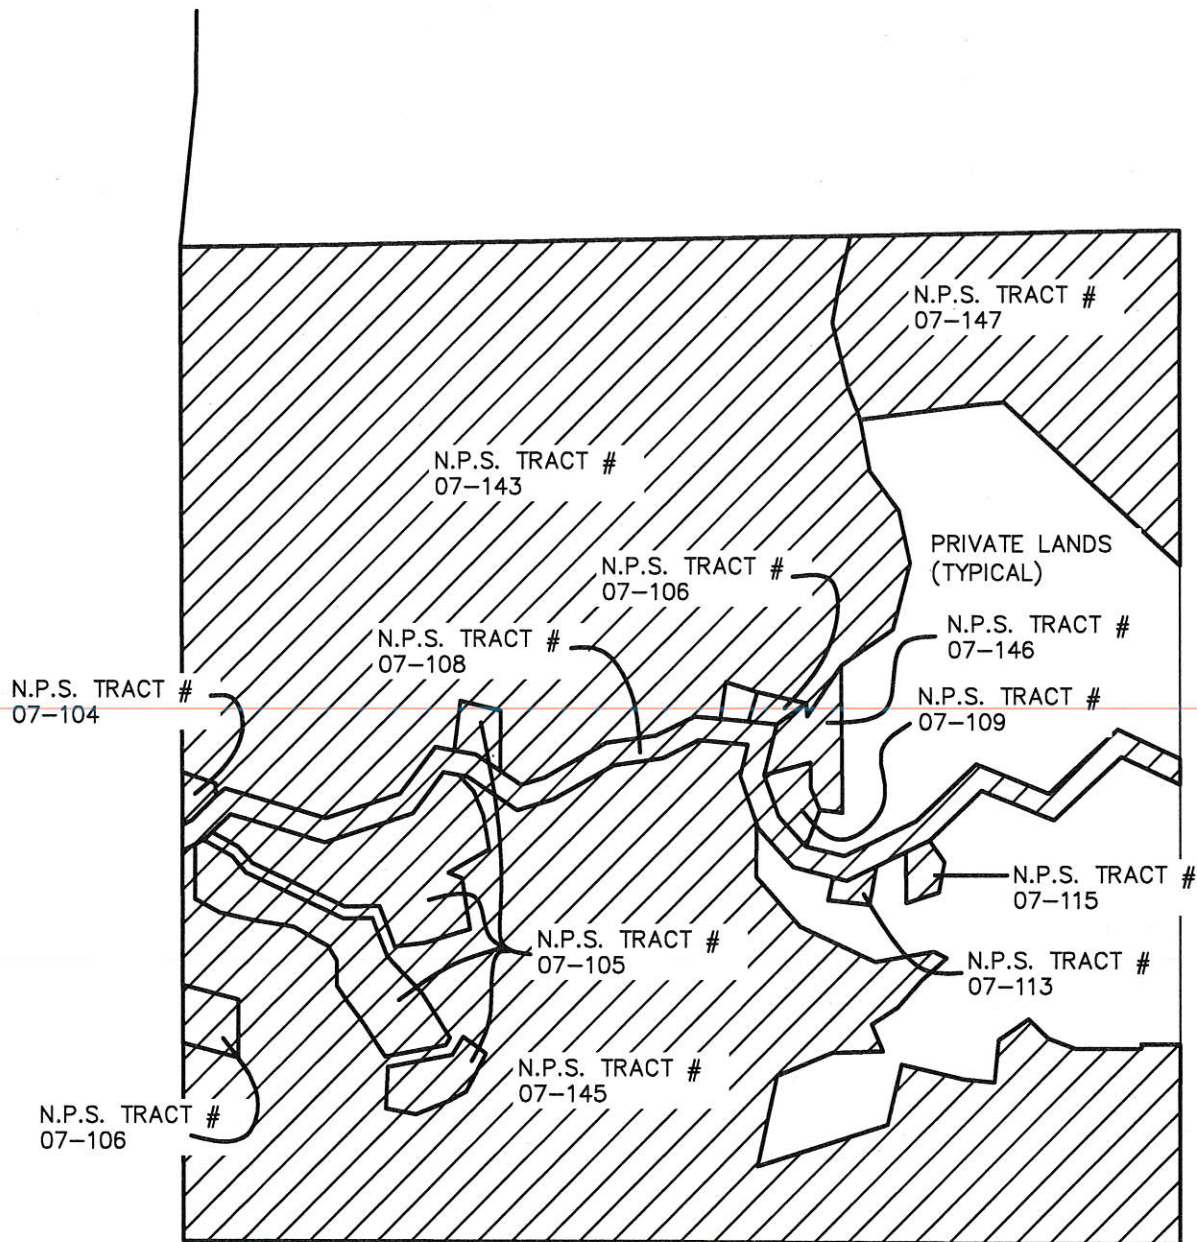 N.P.S. TRACT #
07-147
N.P.S. TRACT #
07-143
PRIVATE LANDS
(TYPICAL)
N.P.S. TRACT #
07-106
N.P.S. TRACT #
07-146
N.P.S. TRACT #
07-108
N.P.S. TRACT #
07-104
N.P.S. TRACT #
07-109
N.P.S. TRACT #
07-115
N.P.S. TRACT #
07-105
N.P.S. TRACT #
07-113
N.P.S. TRACT #
07-145
N.P.S. TRACT #
07-106